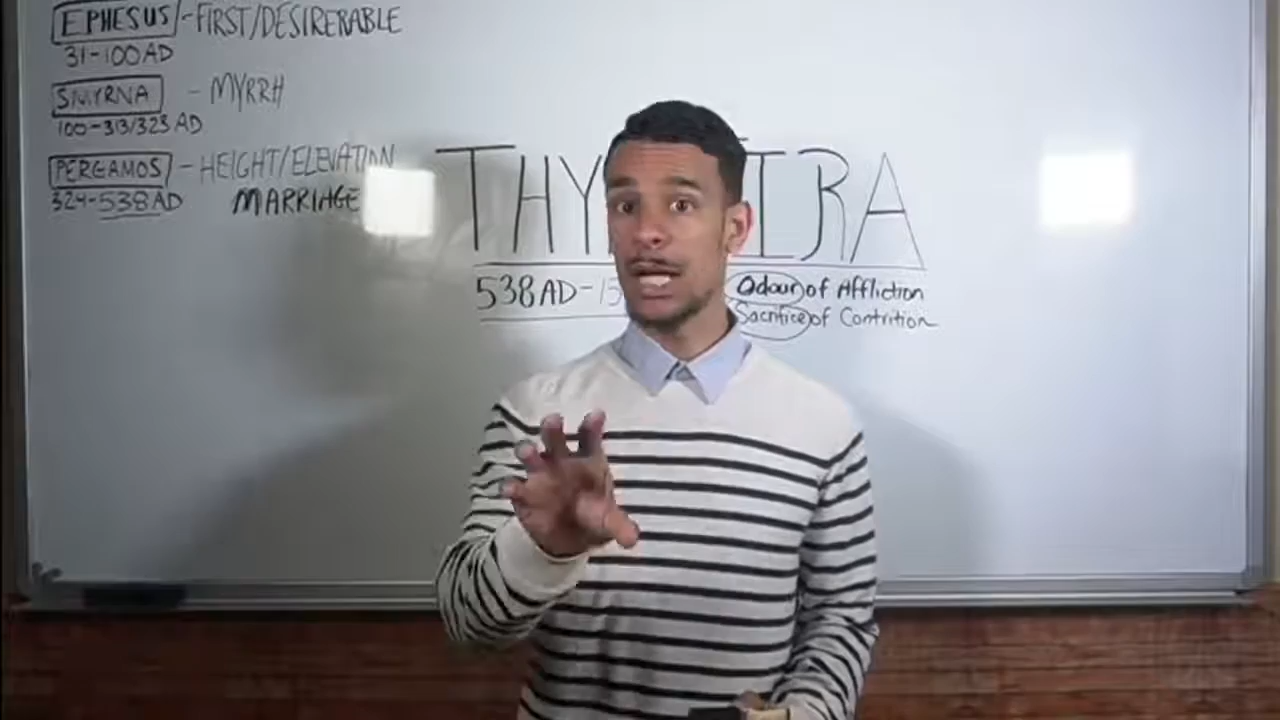 EPHESUS -FIRST/DESIRERABLE
31-100AD
SMYRNA - MYRRH
100-313/323 AD
PERGAMOS - HEIGHT/ELEVATION
324-538AD MARRIAGE
THY TIRA
538AD-15 Odour of Affliction
Sacrifice of Contrition